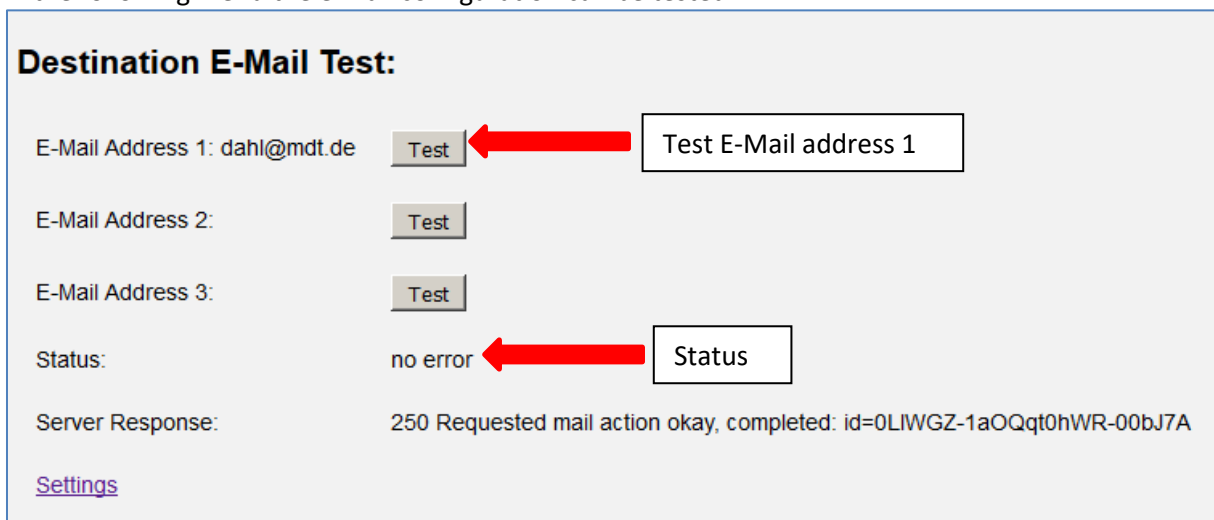 Destination E-Mail Test:
E-Mail Address 1: dahl@mdt.de Test Test E-Mail address 1
E-Mail Address 2: Test
E-Mail Address 3: Test
Status: no error Status
Server Response: 250 Requested mail action okay, completed: id=0LlWGZ-1aOQqt0hWR-00bJ7A
Settings